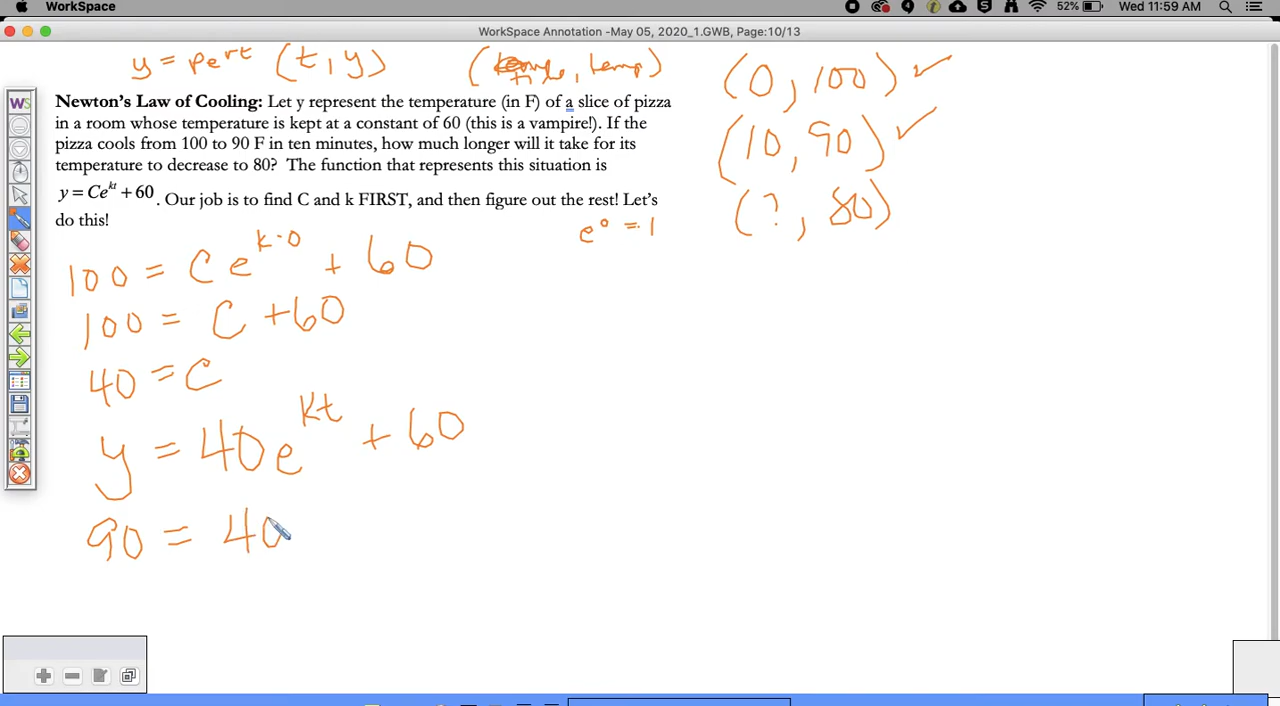 WorkSpace
52%
Wed 11:59 AM
WorkSpace Annotation -May 05, 2020_1.GWB, Page:10/13
y = pert (t, y)
(time, temp)
(0, 100) ✓
(10, 90) ✓
(?, 80)
WS
Newton's Law of Cooling: Let y represent the temperature (in F) of a slice of pizza
in a room whose temperature is kept at a constant of 60 (this is a vampire!). If the
pizza cools from 100 to 90 F in ten minutes, how much longer will it take for its
temperature to decrease to 80? The function that represents this situation is
y = Ce^{kt} + 60 . Our job is to find C and k FIRST, and then figure out the rest! Let's
do this!
e^0 = 1
100 = C e^{k·0} + 60
100 = C + 60
40 = C
y = 40e^{kt} + 60
90 = 40